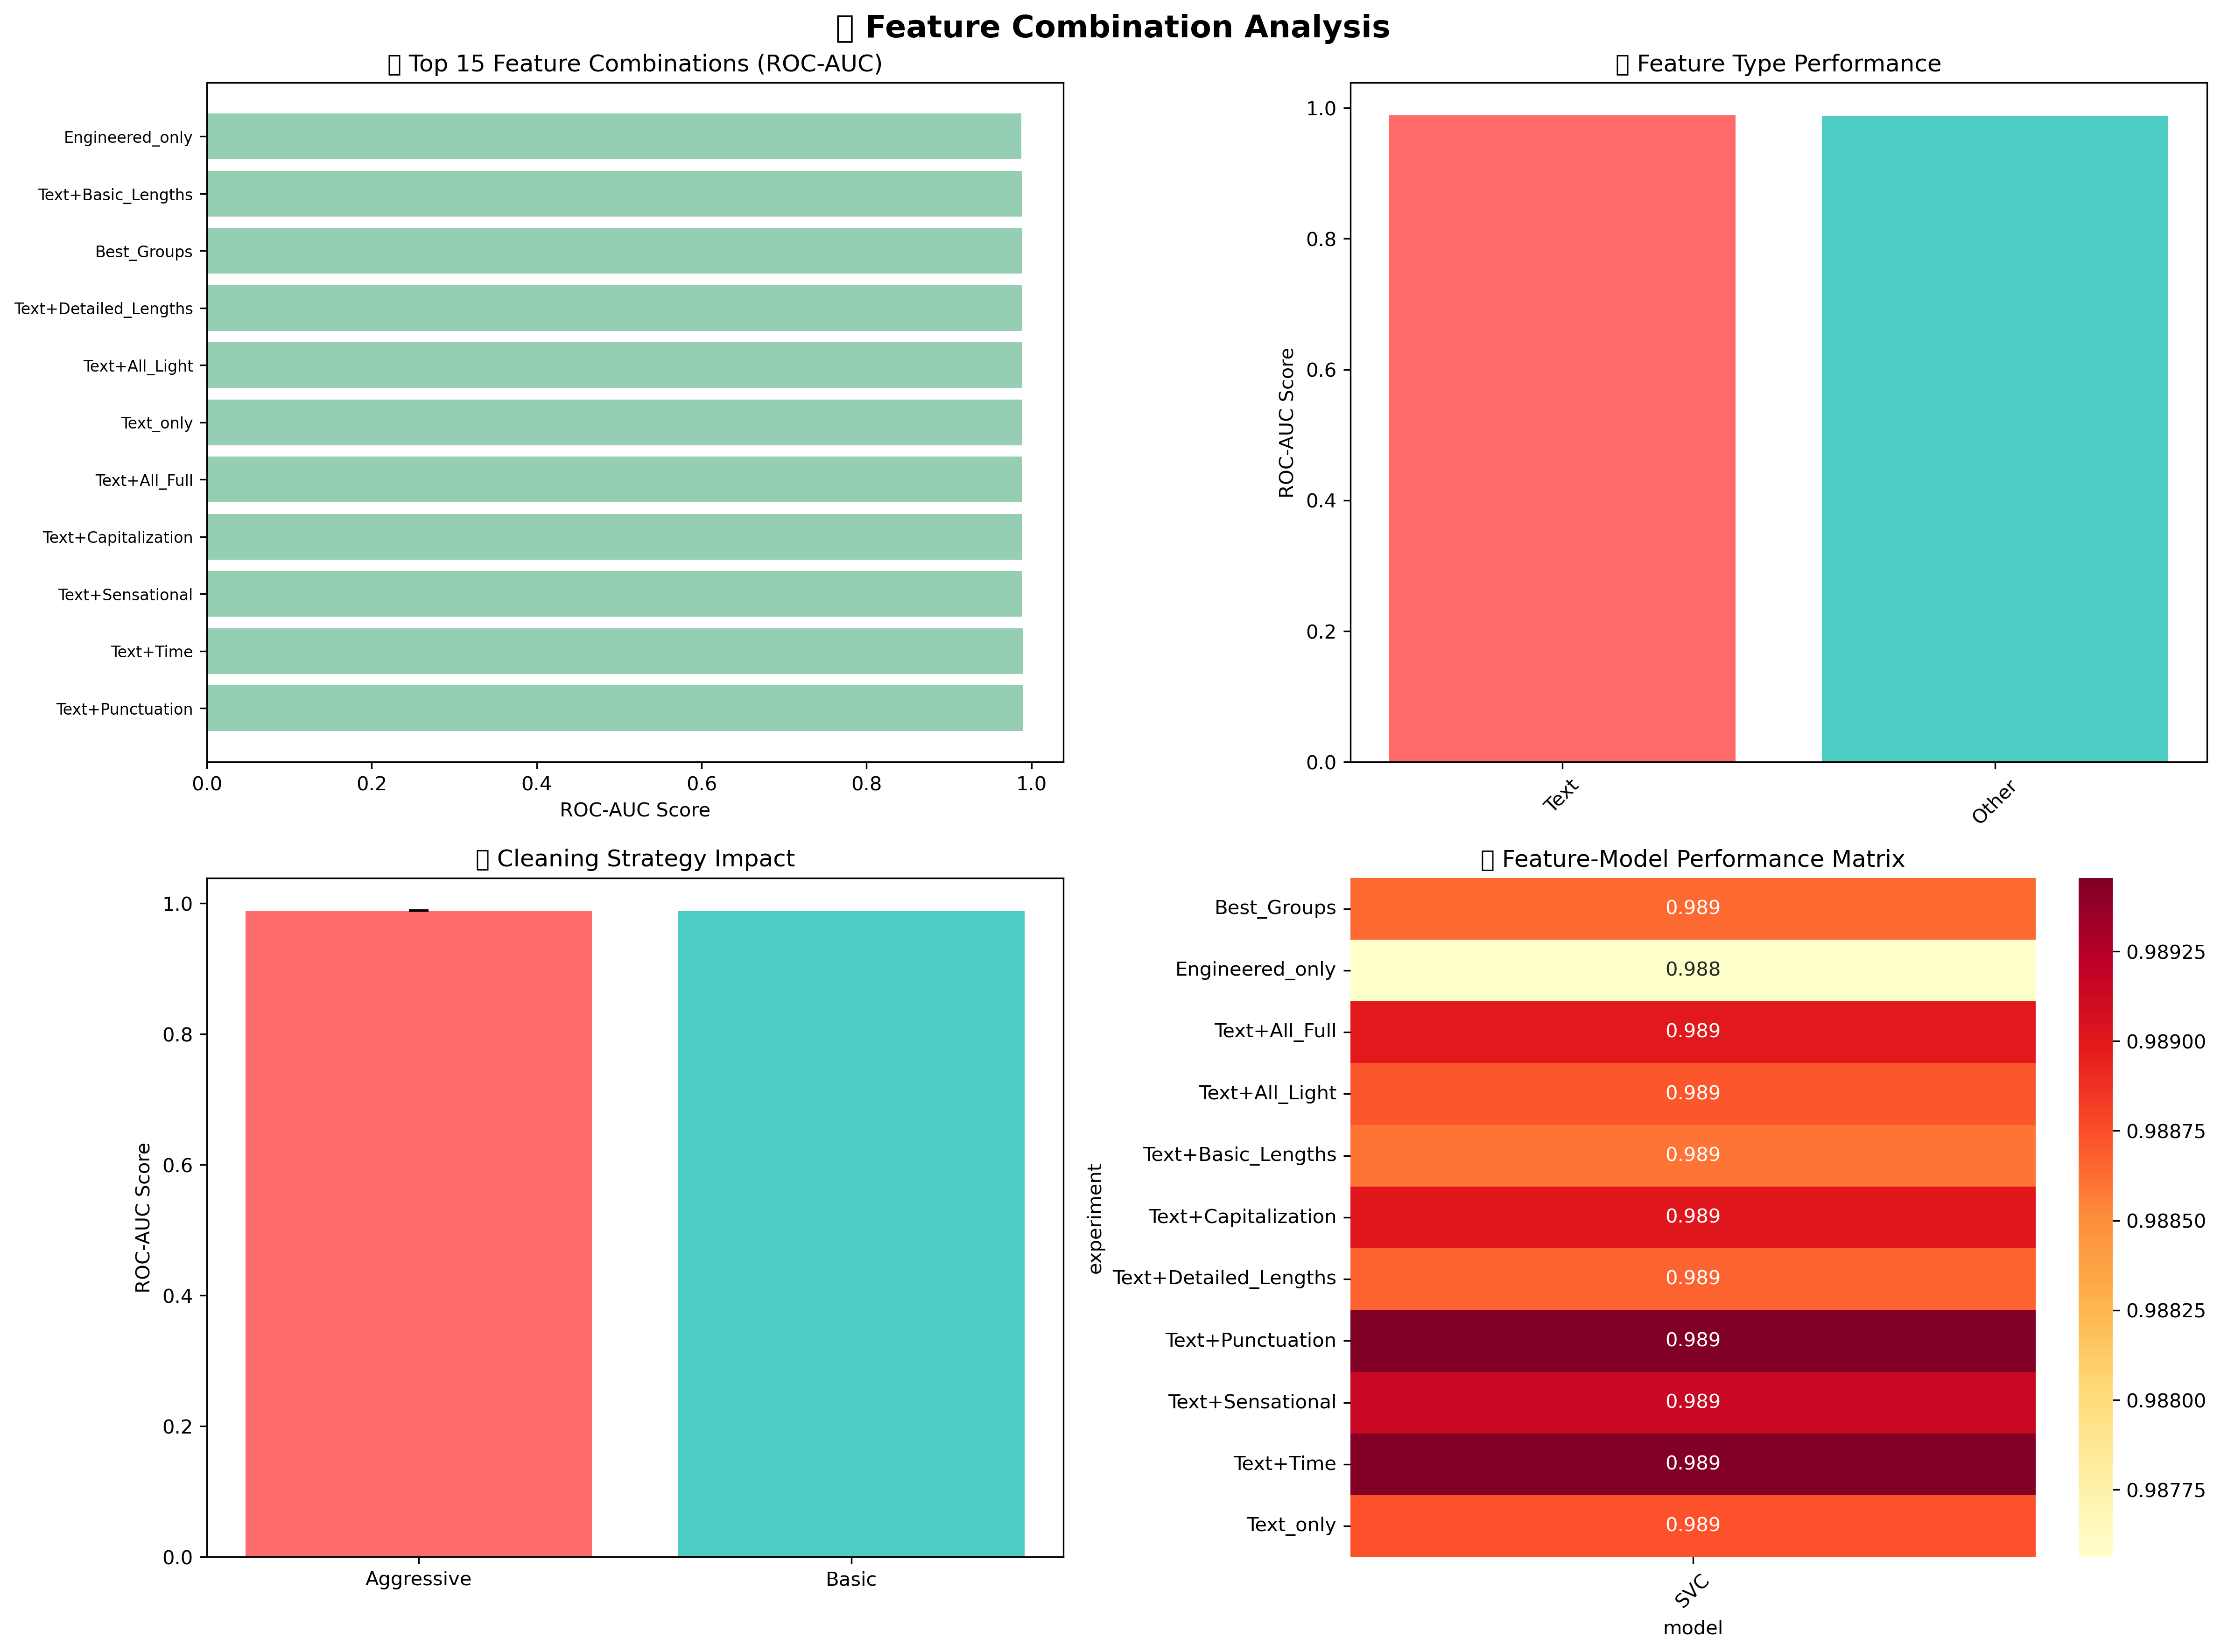 Feature Combination Analysis
Top 15 Feature Combinations (ROC-AUC)
Engineered_only
Text+Basic_Lengths
Best_Groups
Text+Detailed_Lengths
Text+All_Light
Text_only
Text+All_Full
Text+Capitalization
Text+Sensational
Text+Time
Text+Punctuation
0.0 0.2 0.4 0.6 0.8 1.0
ROC-AUC Score
Feature Type Performance
ROC-AUC Score
1.0
0.8
0.6
0.4
0.2
0.0
Text Other
Cleaning Strategy Impact
ROC-AUC Score
1.0
0.8
0.6
0.4
0.2
0.0
Aggressive Basic
Feature-Model Performance Matrix
experiment
Best_Groups 0.989
Engineered_only 0.988
Text+All_Full 0.989
Text+All_Light 0.989
Text+Basic_Lengths 0.989
Text+Capitalization 0.989
Text+Detailed_Lengths 0.989
Text+Punctuation 0.989
Text+Sensational 0.989
Text+Time 0.989
Text_only 0.989
SVC
model
0.98925
0.98900
0.98875
0.98850
0.98825
0.98800
0.98775